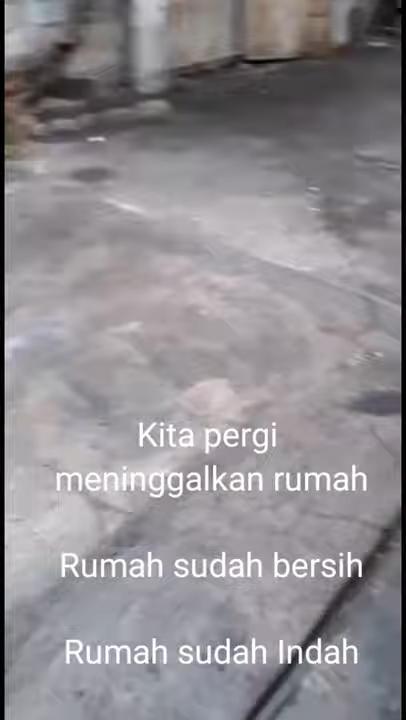 Kita pergi
meninggalkan rumah
Rumah sudah bersih
Rumah sudah Indah